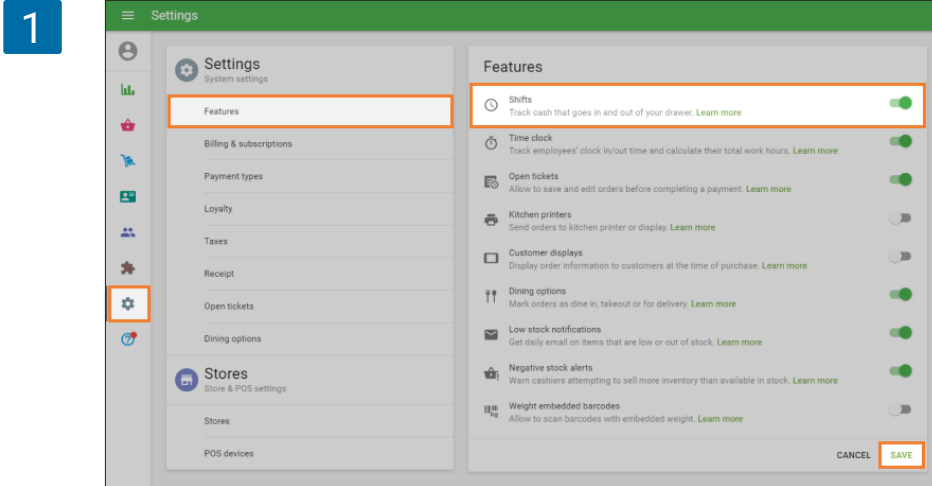 1
Settings
Settings
System settings
Features
Billing & subscriptions
Payment types
Loyalty
Taxes
Receipt
Open tickets
Dining options
Stores
Store & POS settings
Stores
POS devices
Features
Shifts
Track cash that goes in and out of your drawer. Learn more
Time clock
Track employees' clock in/out time and calculate their total work hours. Learn more
Open tickets
Allow to save and edit orders before completing a payment. Learn more
Kitchen printers
Send orders to kitchen printer or display. Learn more
Customer displays
Display order information to customers at the time of purchase. Learn more
Dining options
Mark orders as dine in, takeout or for delivery. Learn more
Low stock notifications
Get daily email on items that are low or out of stock. Learn more
Negative stock alerts
Warn cashiers attempting to sell more inventory than available in stock. Learn more
kg
Weight embedded barcodes
Allow to scan barcodes with embedded weight. Learn more
CANCEL SAVE